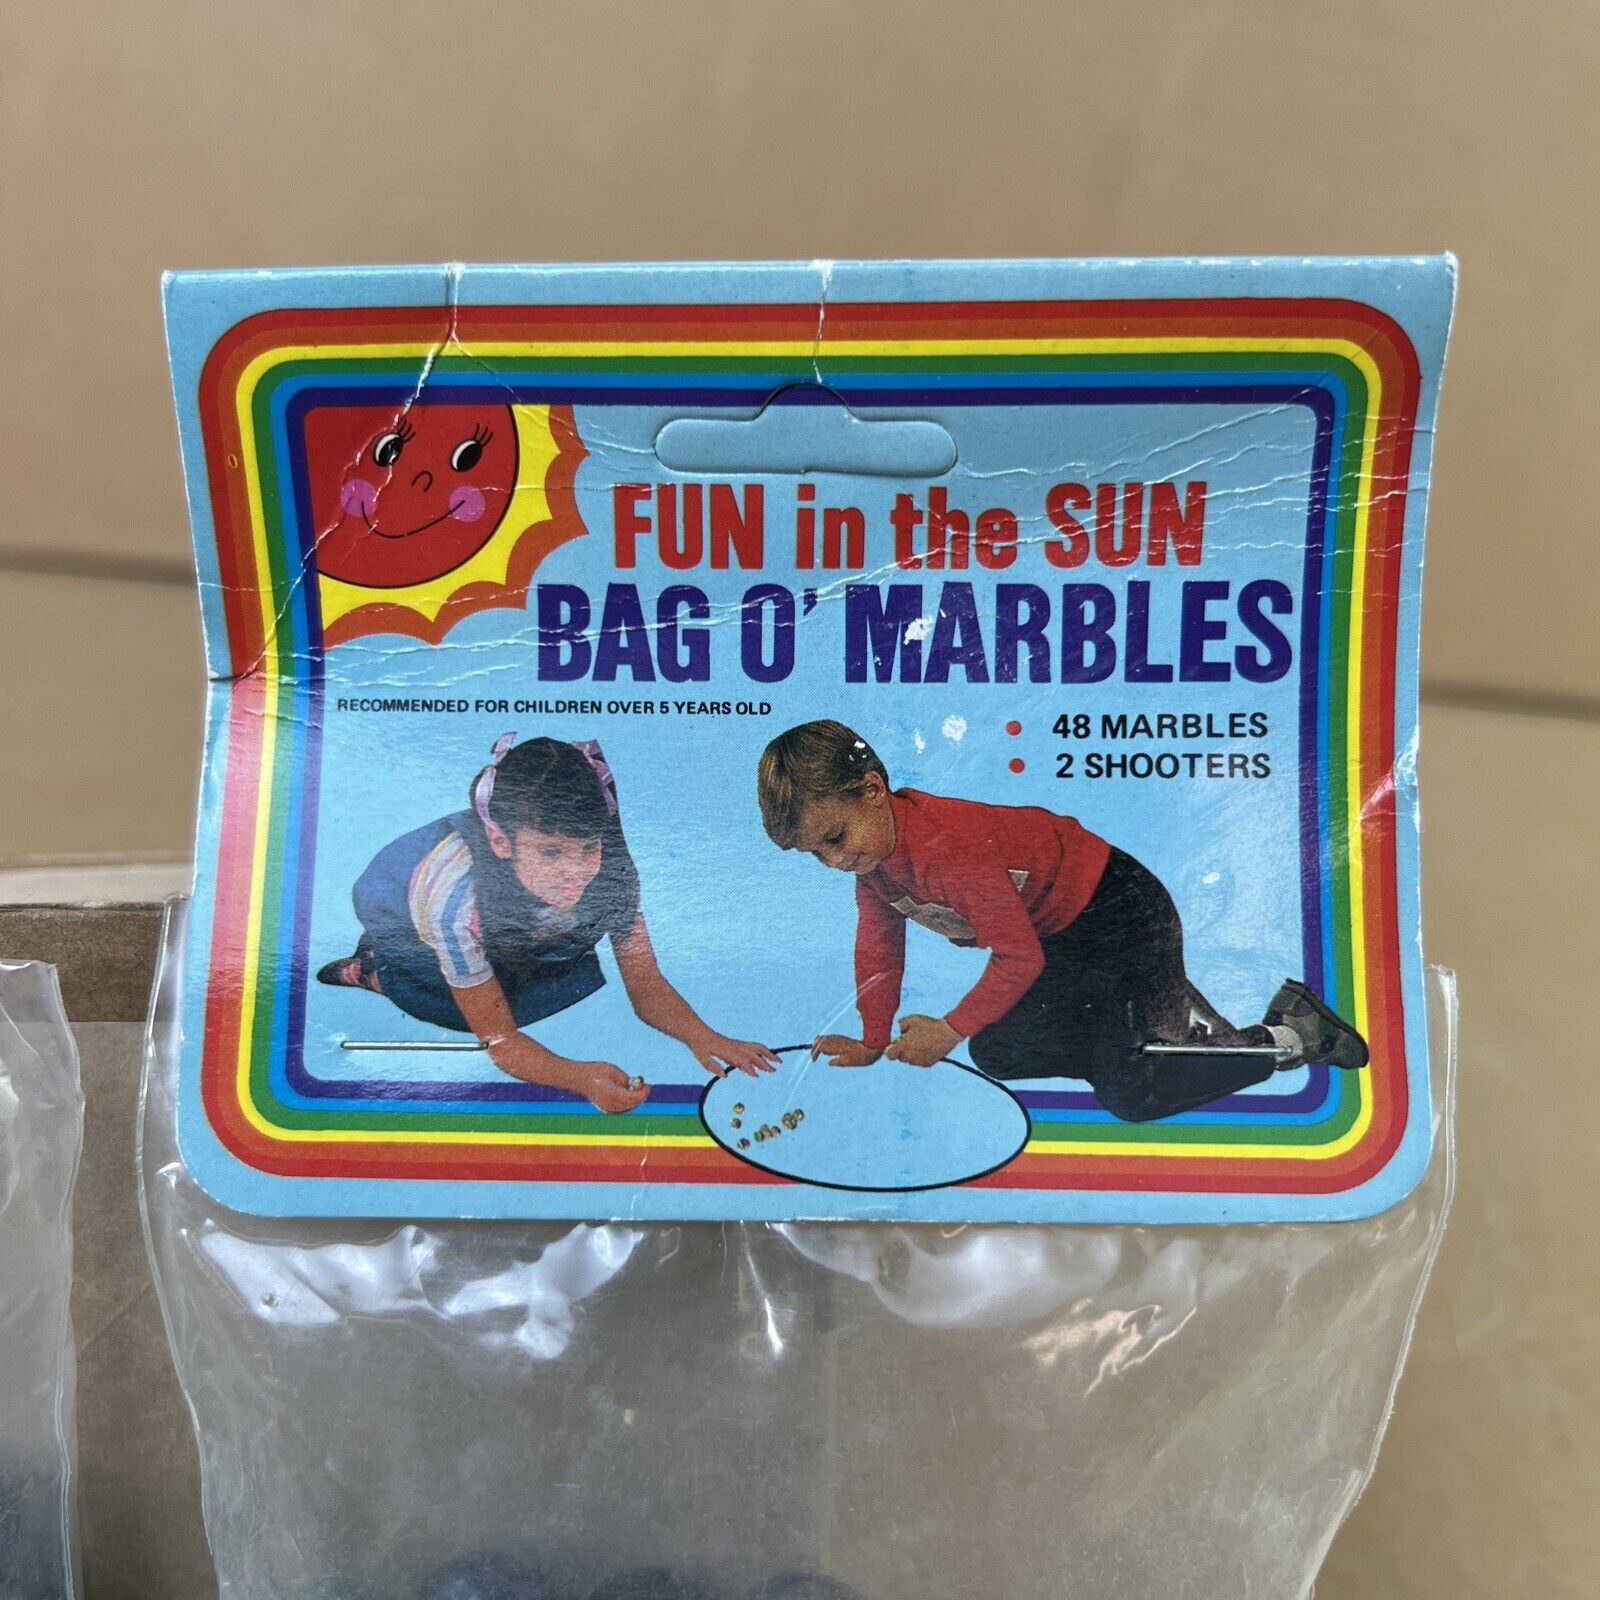 FUN in the SUN
BAG O' MARBLES
RECOMMENDED FOR CHILDREN OVER 5 YEARS OLD
• 48 MARBLES
• 2 SHOOTERS